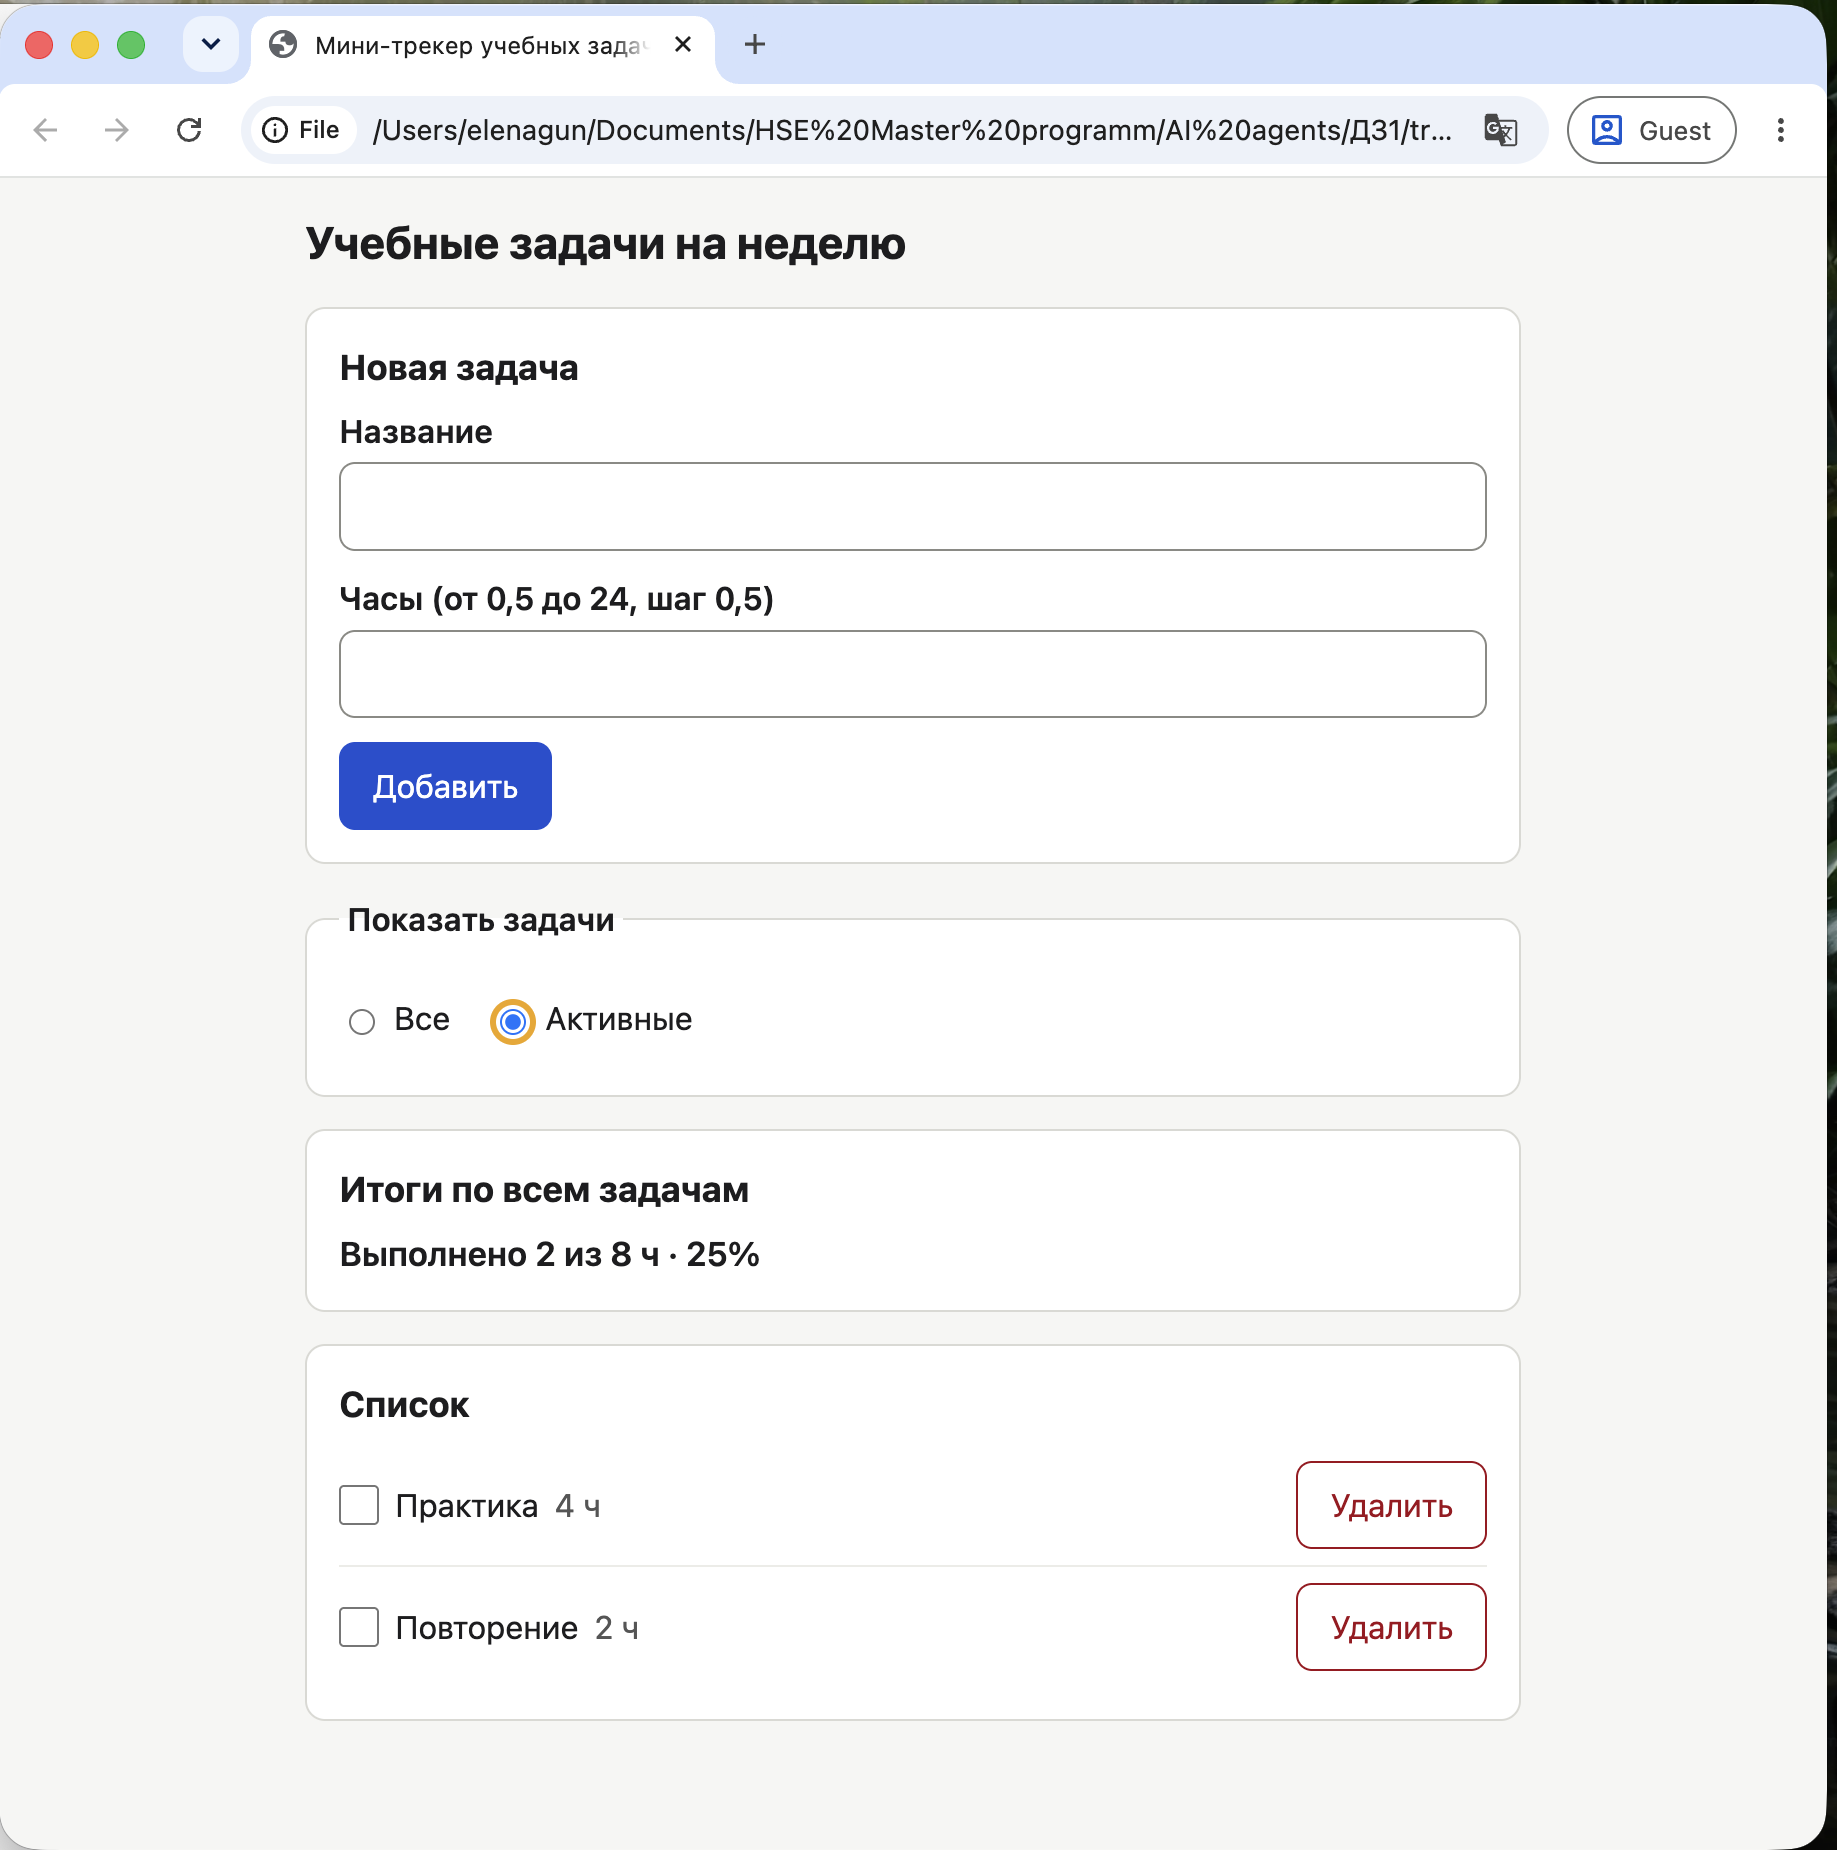 Мини-трекер учебных задач
File /Users/elenagun/Documents/HSE%20Master%20programm/AI%20agents/ДЗ1/tr... Guest
Учебные задачи на неделю
Новая задача
Название
Часы (от 0,5 до 24, шаг 0,5)
Добавить
Показать задачи
Все Активные
Итоги по всем задачам
Выполнено 2 из 8 ч · 25%
Список
Практика 4 ч Удалить
Повторение 2 ч Удалить